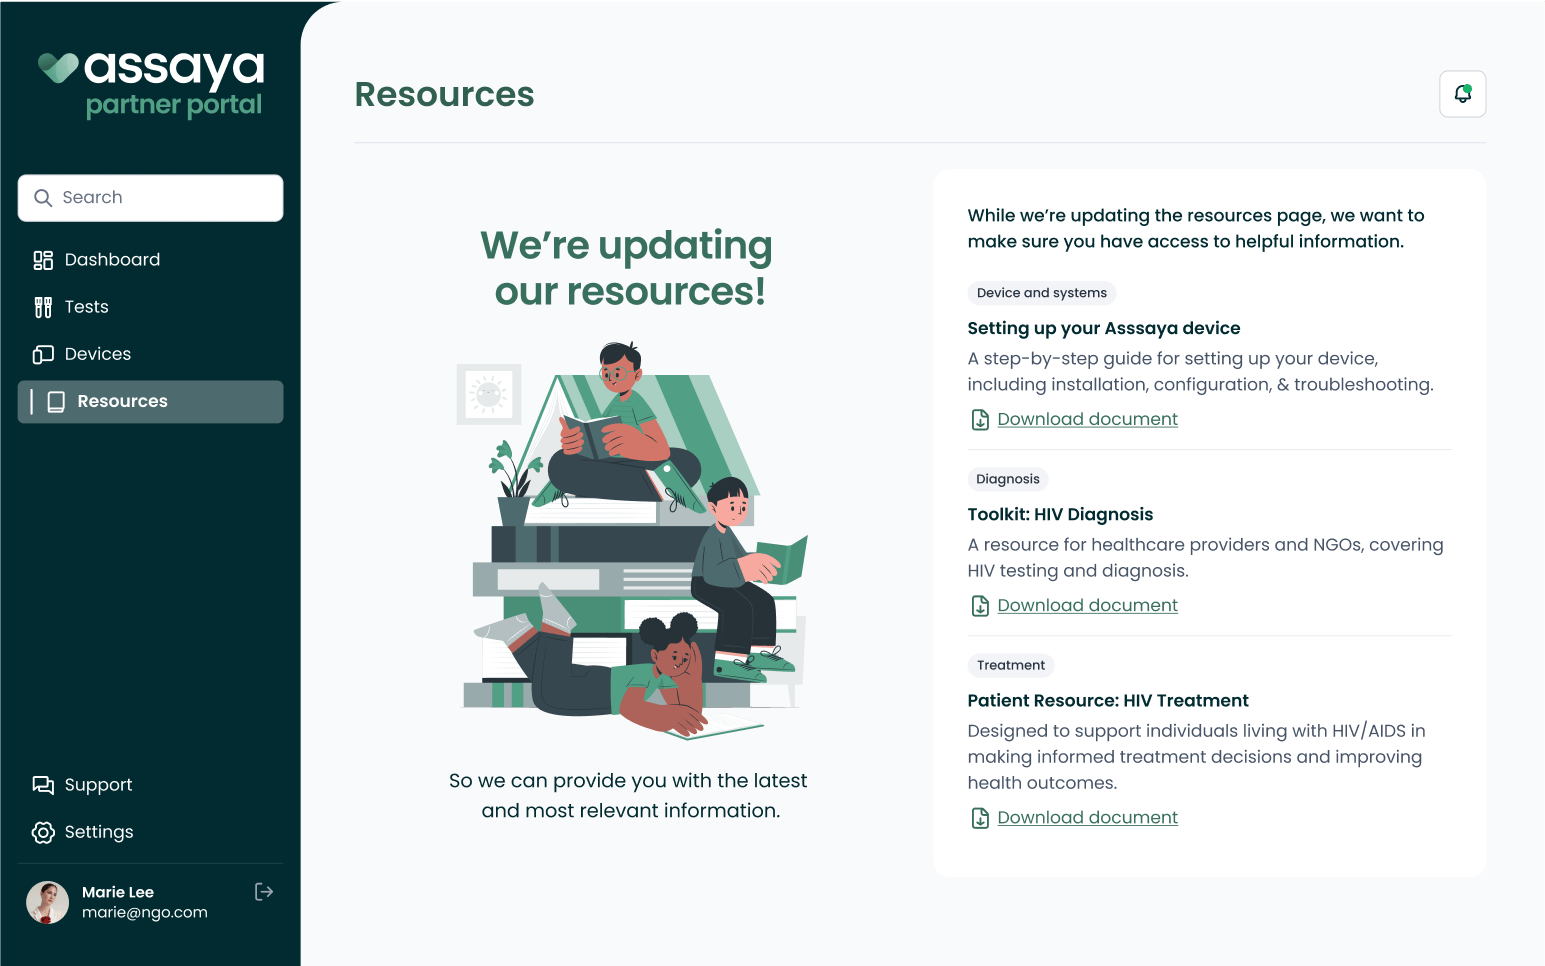 assaya
partner portal
Search
Dashboard
Tests
Devices
Resources
Support
Settings
Marie Lee
marie@ngo.com
Resources
We’re updating
our resources!
So we can provide you with the latest
and most relevant information.
While we’re updating the resources page, we want to
make sure you have access to helpful information.
Device and systems
Setting up your Asssaya device
A step-by-step guide for setting up your device,
including installation, configuration, & troubleshooting.
Download document
Diagnosis
Toolkit: HIV Diagnosis
A resource for healthcare providers and NGOs, covering
HIV testing and diagnosis.
Download document
Treatment
Patient Resource: HIV Treatment
Designed to support individuals living with HIV/AIDS in
making informed treatment decisions and improving
health outcomes.
Download document